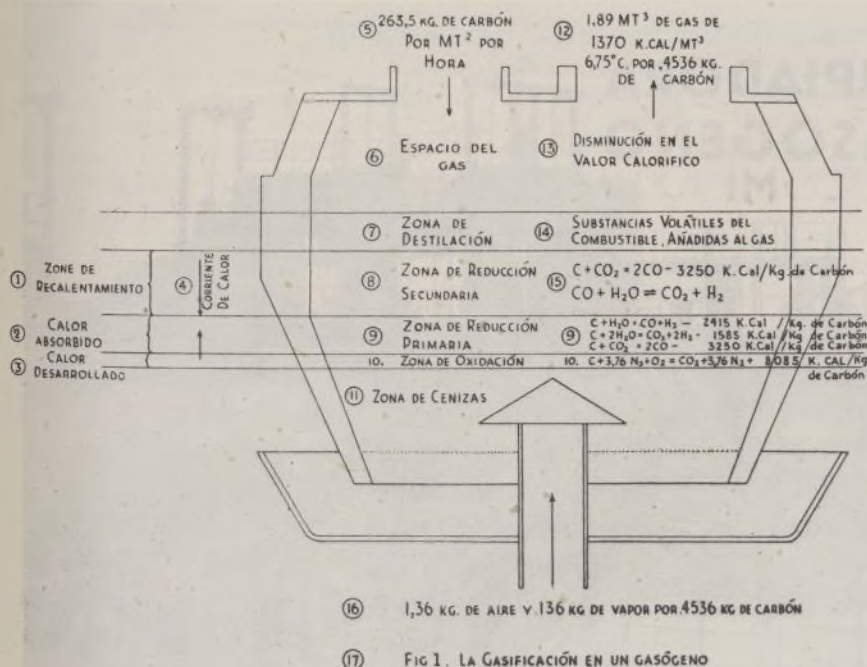 ⑤ 263,5 KG. DE CARBÓN
POR MT² POR
HORA
⑫ 1,89 MT³ DE GAS DE
1370 K.CAL/MT³
6,75°C. POR ,4536 KG.
DE CARBÓN
⑥ ESPACIO DEL
GAS
⑬ DISMINUCIÓN EN EL
VALOR CALORIFICO
⑦ ZONA DE
DESTILACIÓN
⑭ SUBSTANCIAS VOLÁTILES DEL
COMBUSTIBLE, AÑADIDAS AL GAS
① ZONE DE
RECALENTAMIENTO
④ CORRIENTE
DE CALOR
⑧ ZONA DE REDUCCIÓN
SECUNDARIA
⑮ C + CO₂ = 2CO - 3250 K.Cal/Kg. de Carbón
CO + H₂O ⇌ CO₂ + H₂
② CALOR
ABSORBIDO
⑨ ZONA DE REDUCCIÓN
PRIMARIA
⑨ C + H₂O = CO + H₂ - 2415 K.Cal / Kg. de Carbón
C + 2H₂O = CO₂ + 2H₂ - 1585 K.Cal / Kg de Carbón
C + CO₂ = 2CO - 3250 K.Cal / Kg de Carbón
③ CALOR
DESARROLLADO
10. ZONA DE OXIDACIÓN
10. C + 3,76 N₂ + O₂ = CO₂ + 3,76 N₂ + 8085 K. CAL/Kg
de Carbón
⑪ ZONA DE CENIZAS
⑯ 1,36 KG. DE AIRE Y .136 KG DE VAPOR POR .4536 KG DE CARBÓN
⑰ FIG 1. LA GASIFICACIÓN EN UN GASÓGENO